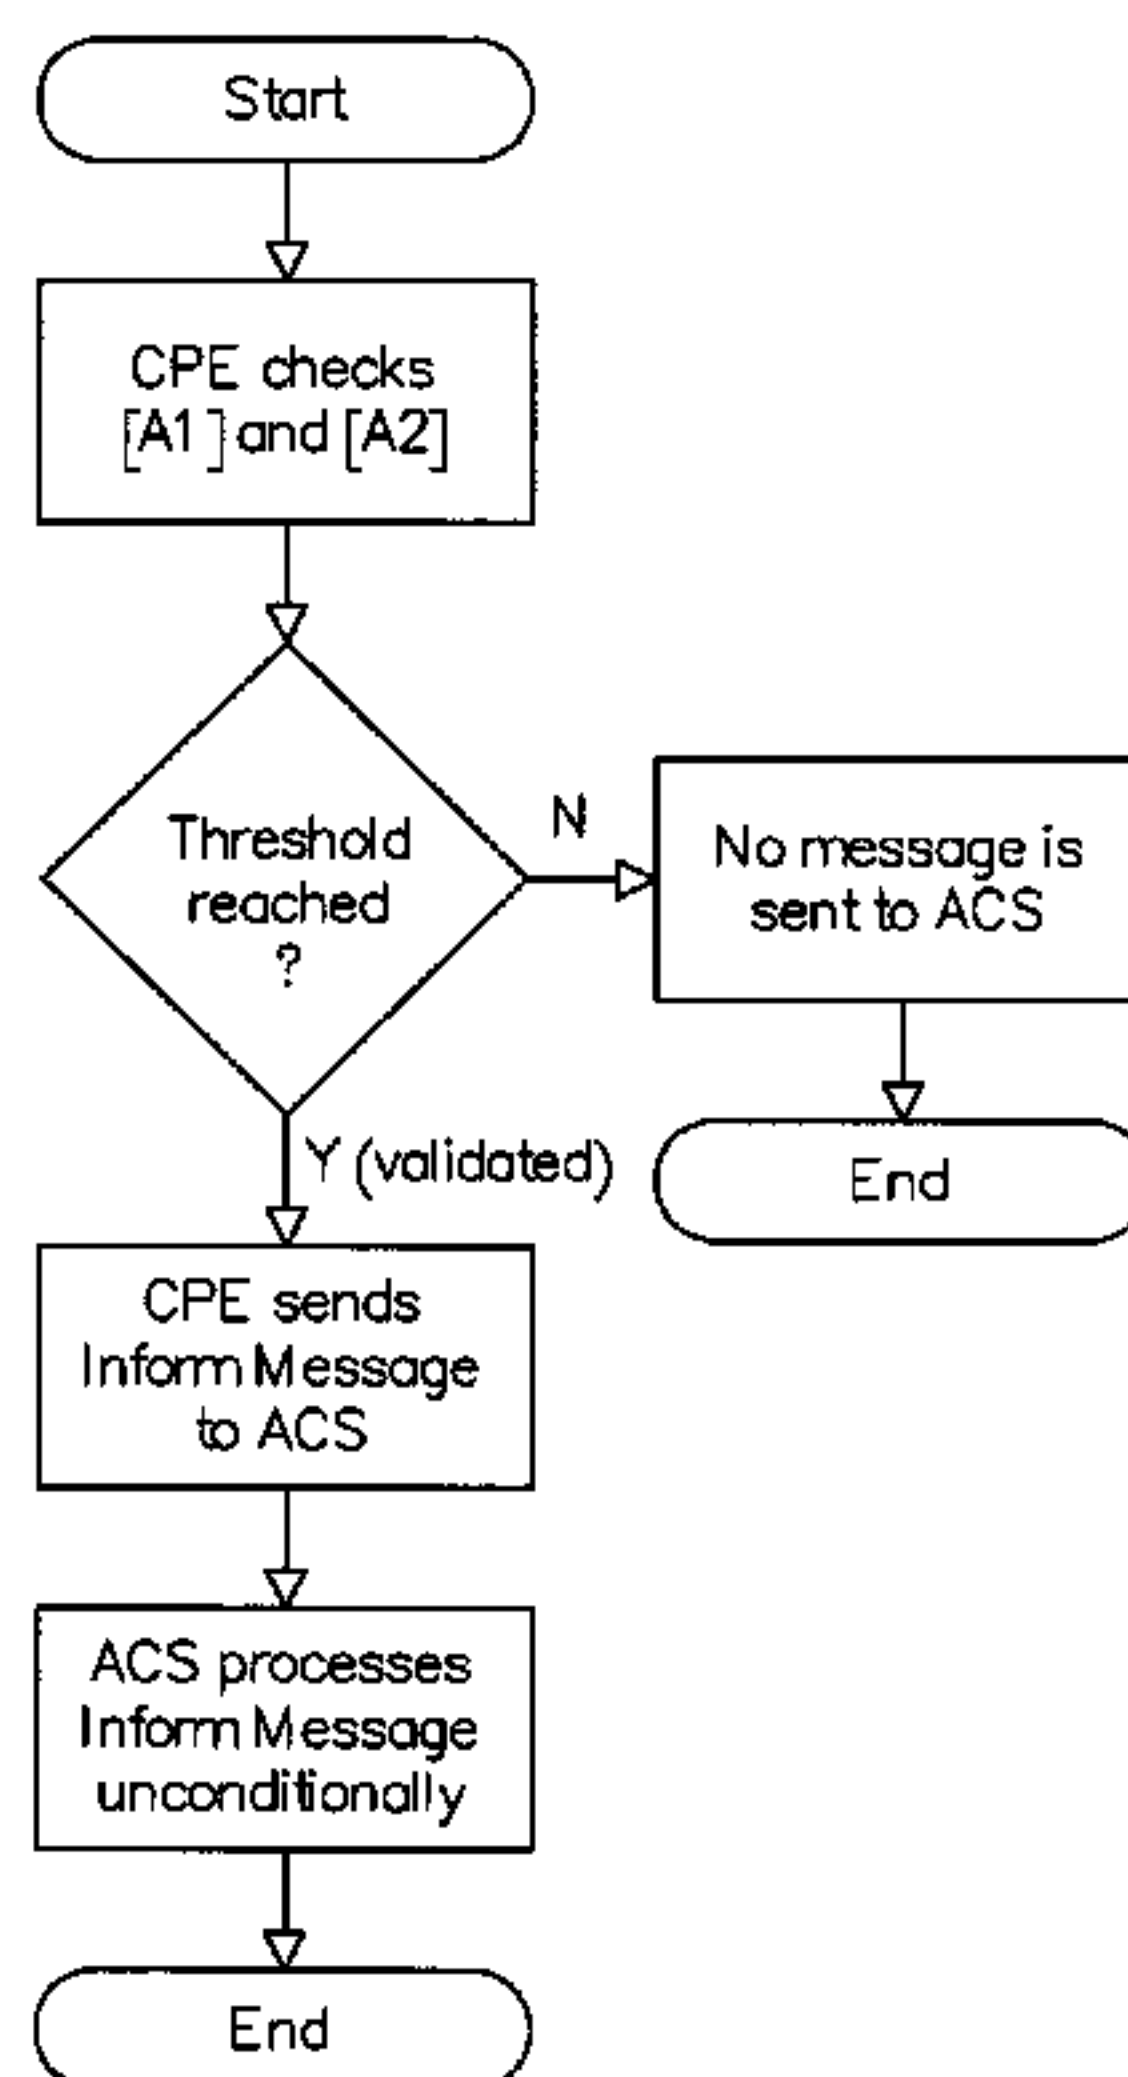 Start
CPE checks
[A1] and [A2]
Threshold
reached
?
N
No message is
sent to ACS
End
Y (validated)
CPE sends
Inform Message
to ACS
ACS processes
Inform Message
unconditionally
End